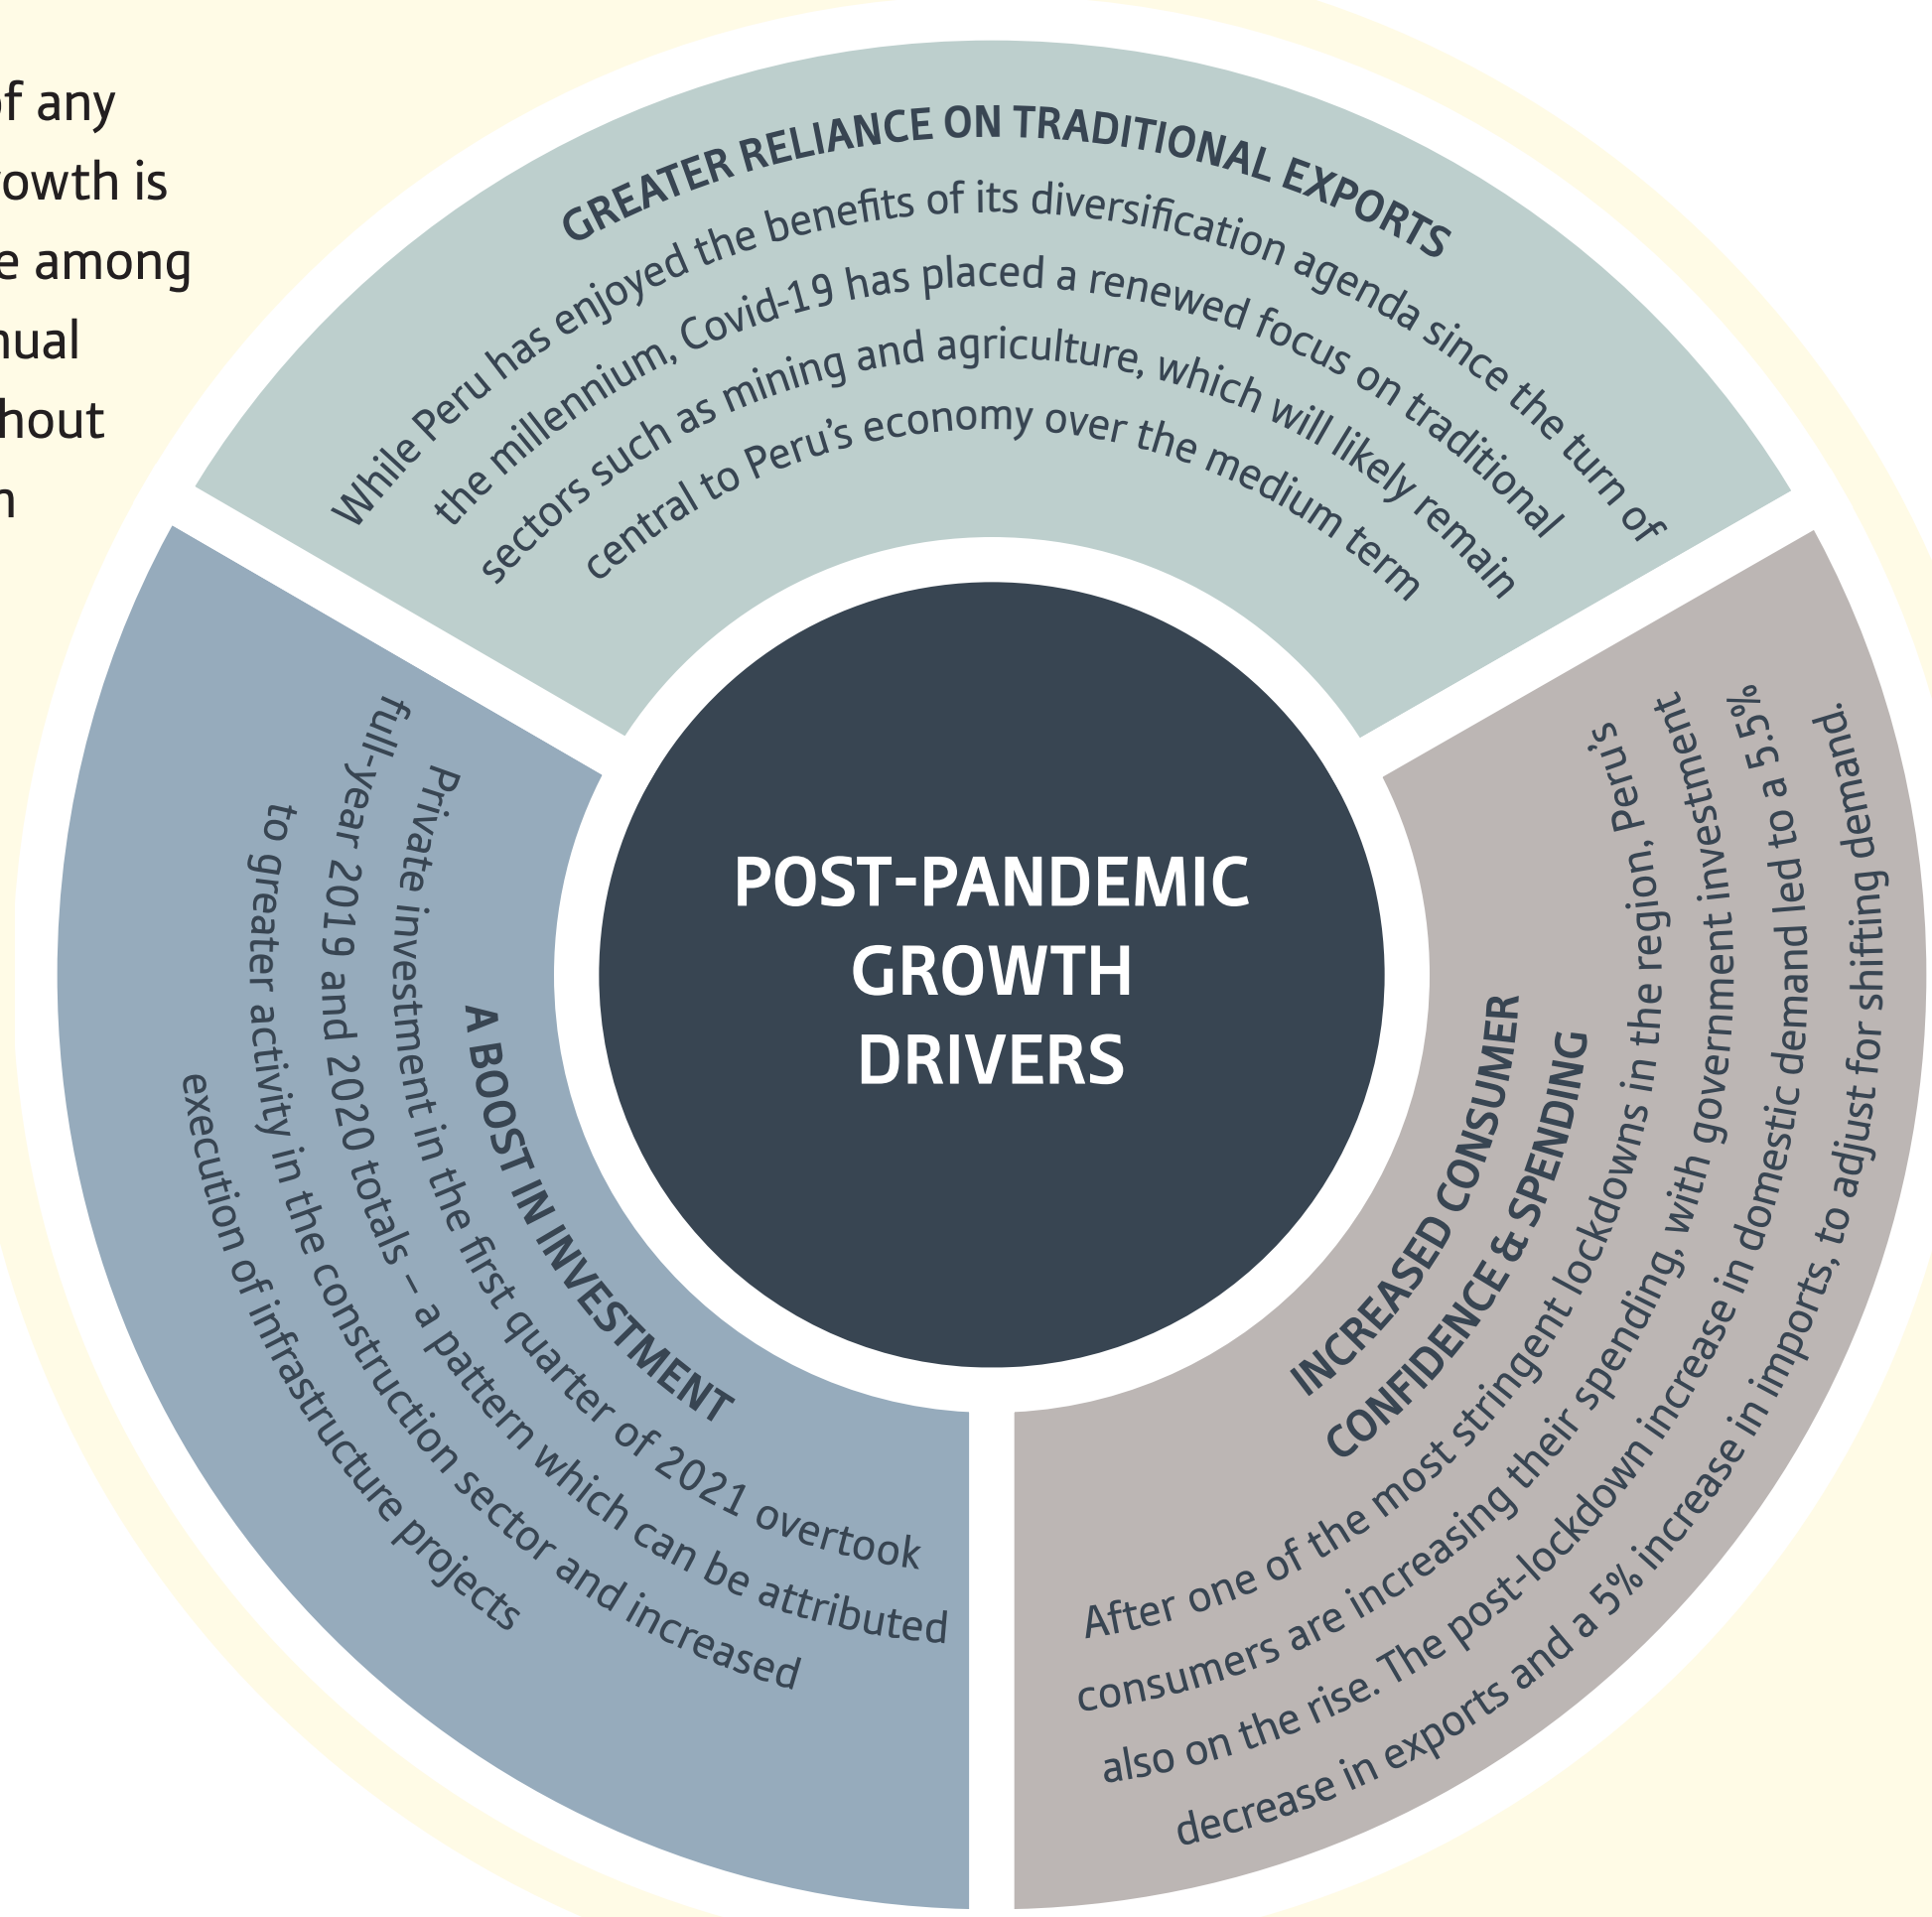 of any
owth is
e among
nual
hout
n
GREATER RELIANCE ON TRADITIONAL EXPORTS
While Peru has enjoyed the benefits of its diversification agenda since the turn of
the millennium, Covid-19 has placed a renewed focus on traditional
sectors such as mining and agriculture, which will likely remain
central to Peru’s economy over the medium term
POST-PANDEMIC
GROWTH
DRIVERS
A BOOST IN INVESTMENT
Private investment in the first quarter of 2021 overtook
full-year 2019 and 2020 totals – a pattern which can be attributed
to greater activity in the construction sector and increased
execution of infrastructure projects
INCREASED CONSUMER
CONFIDENCE & SPENDING
After one of the most stringent lockdowns in the region, Peru’s
consumers are increasing their spending, with government investment
also on the rise. The post-lockdown increase in domestic demand led to a 5.5%
decrease in exports and a 5% increase in imports, to adjust for shifting demand.